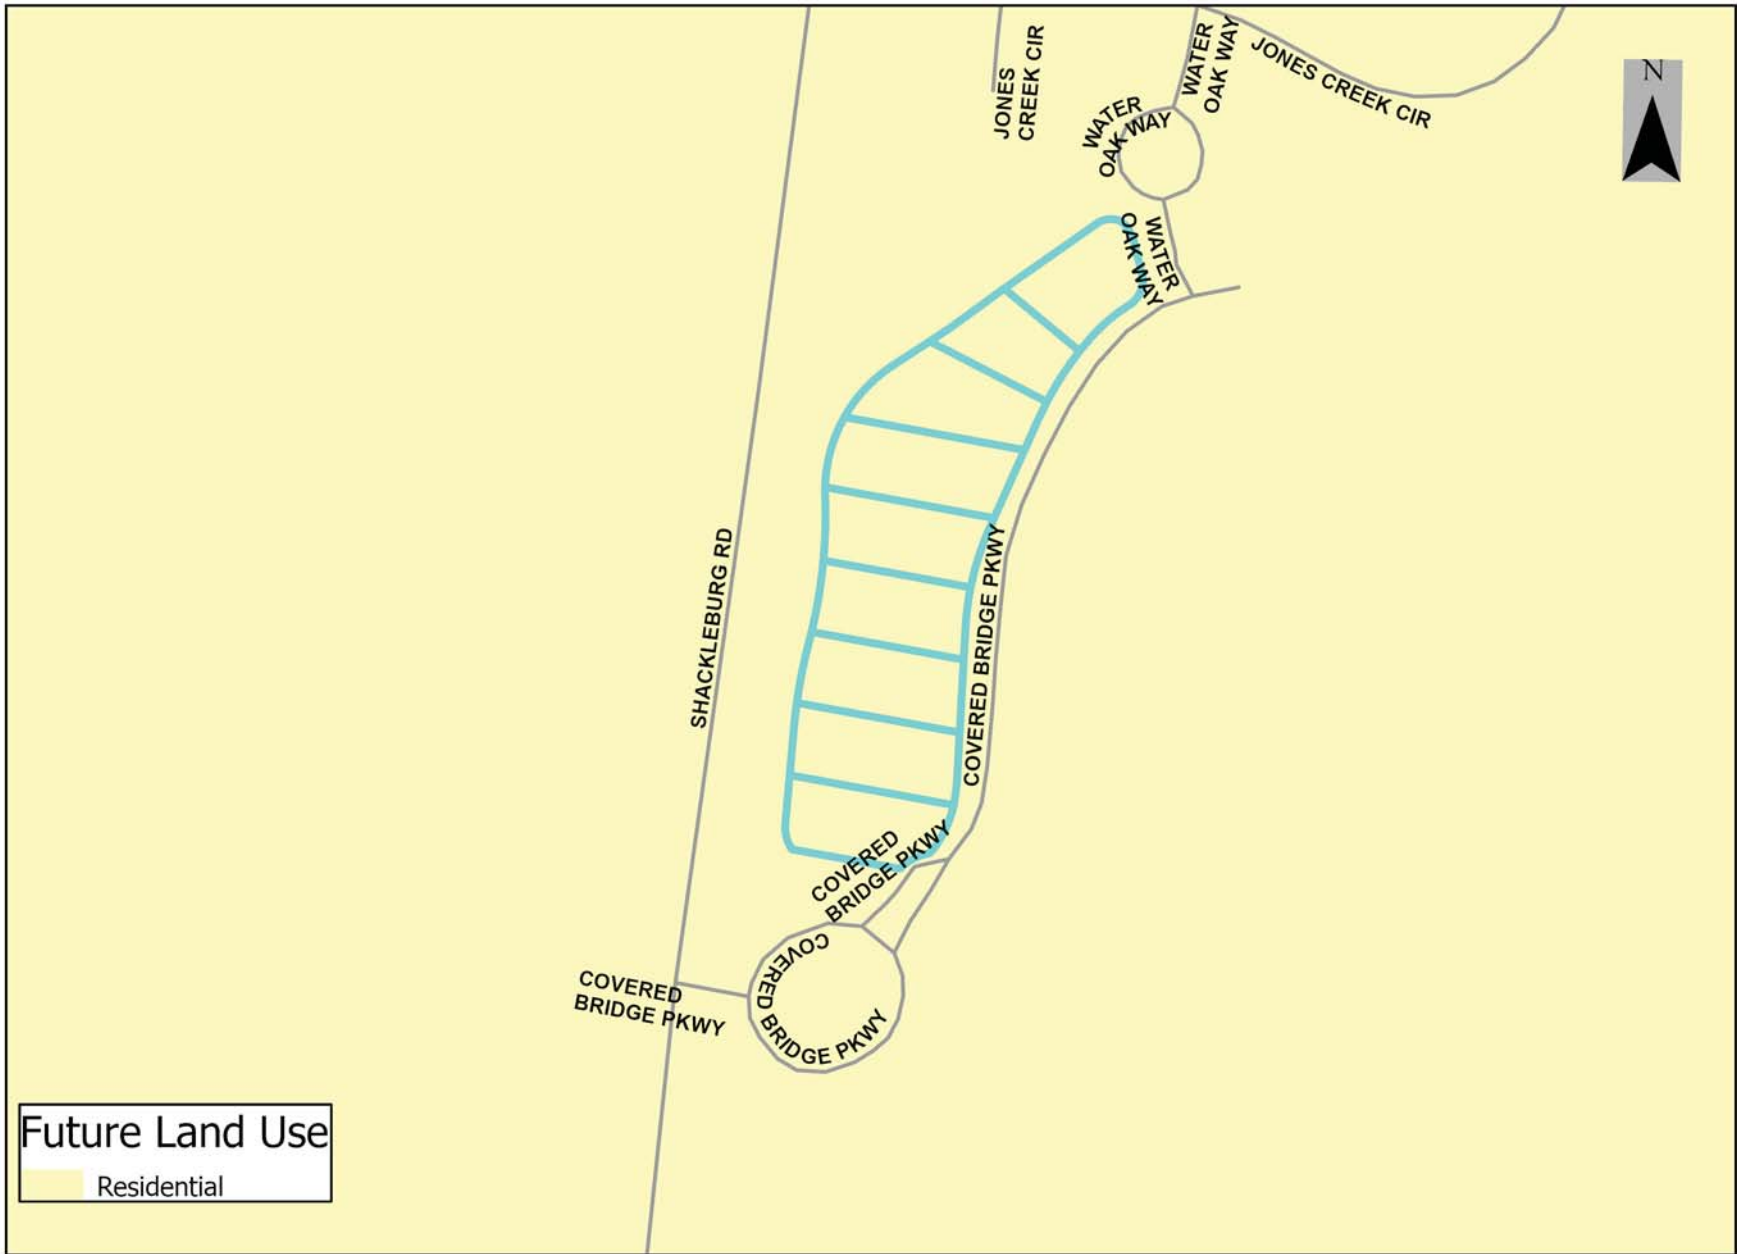 JONES
CREEK CIR
WATER
OAK WAY
JONES CREEK CIR
N
WATER
OAK WAY
WATER
OAK WAY
SHACKLEBURG RD
COVERED BRIDGE PKWY
COVERED
BRIDGE PKWY
COVERED BRIDGE PKWY
COVERED
BRIDGE PKWY
Future Land Use
Residential